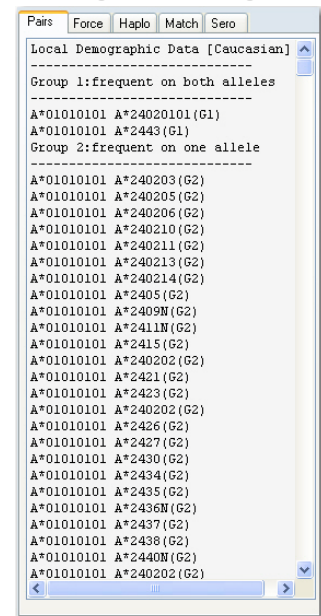 Pairs Force Haplo Match Sero
Local Demographic Data [Caucasian]
-----------------------------
Group 1:frequent on both alleles
-----------------------------
A*01010101 A*24020101(G1)
A*01010101 A*2443(G1)
Group 2:frequent on one allele
-----------------------------
A*01010101 A*240203(G2)
A*01010101 A*240205(G2)
A*01010101 A*240206(G2)
A*01010101 A*240210(G2)
A*01010101 A*240211(G2)
A*01010101 A*240213(G2)
A*01010101 A*240214(G2)
A*01010101 A*2405(G2)
A*01010101 A*2409N(G2)
A*01010101 A*2411N(G2)
A*01010101 A*2415(G2)
A*01010101 A*240202(G2)
A*01010101 A*2421(G2)
A*01010101 A*2423(G2)
A*01010101 A*240202(G2)
A*01010101 A*2426(G2)
A*01010101 A*2427(G2)
A*01010101 A*2430(G2)
A*01010101 A*2434(G2)
A*01010101 A*2435(G2)
A*01010101 A*2436N(G2)
A*01010101 A*2437(G2)
A*01010101 A*2438(G2)
A*01010101 A*2440N(G2)
A*01010101 A*240202(G2)